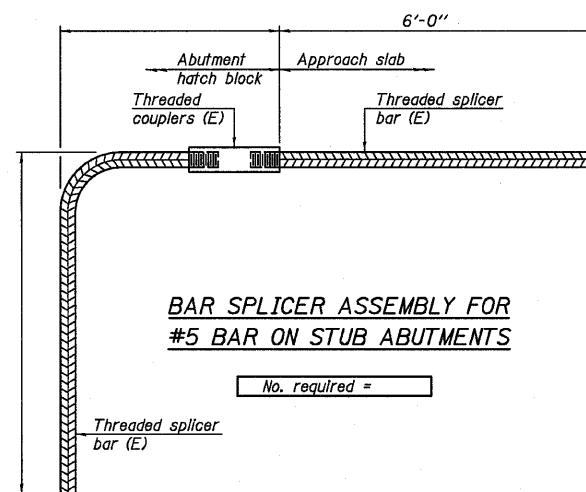 6'-0"
Abutment
hatch block
Approach slab
Threaded
couplers (E)
Threaded splicer
bar (E)
BAR SPLICER ASSEMBLY FOR
#5 BAR ON STUB ABUTMENTS
No. required =
Threaded splicer
bar (E)